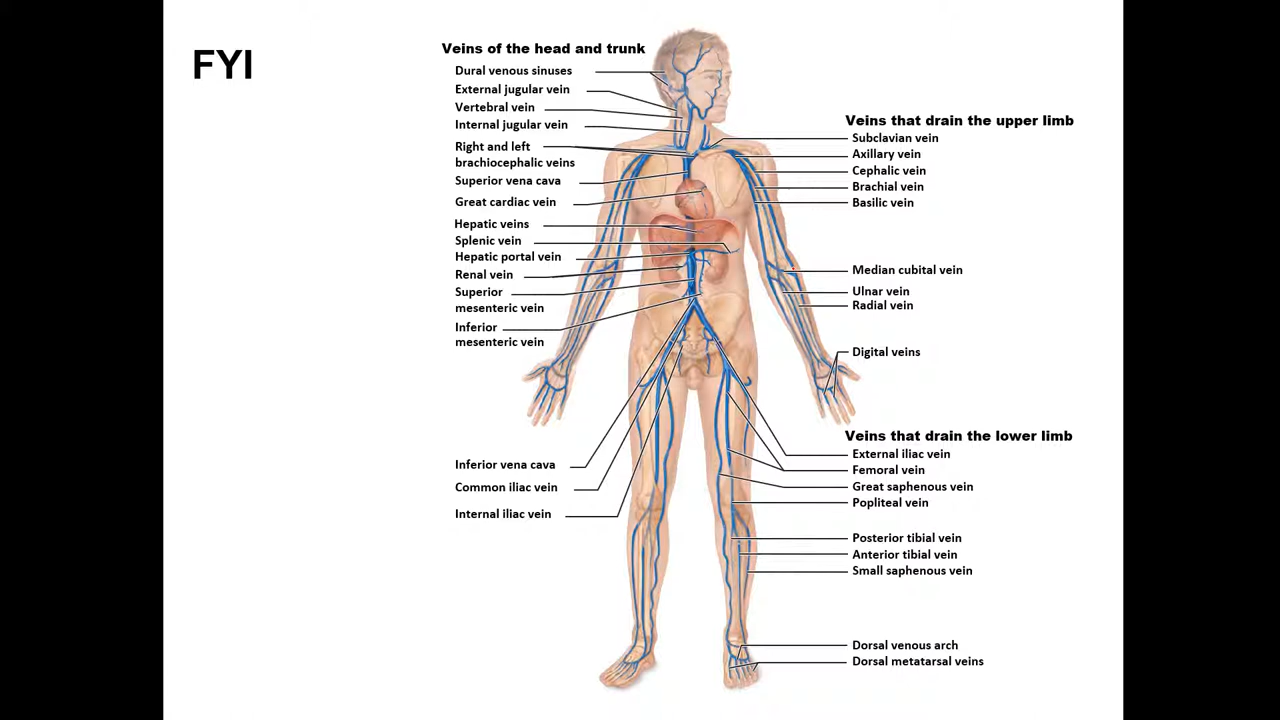 FYI
Veins of the head and trunk
Dural venous sinuses
External jugular vein
Vertebral vein
Internal jugular vein
Right and left
brachiocephalic veins
Superior vena cava
Great cardiac vein
Hepatic veins
Splenic vein
Hepatic portal vein
Renal vein
Superior
mesenteric vein
Inferior
mesenteric vein
Inferior vena cava
Common iliac vein
Internal iliac vein
Veins that drain the upper limb
Subclavian vein
Axillary vein
Cephalic vein
Brachial vein
Basilic vein
Median cubital vein
Ulnar vein
Radial vein
Digital veins
Veins that drain the lower limb
External iliac vein
Femoral vein
Great saphenous vein
Popliteal vein
Posterior tibial vein
Anterior tibial vein
Small saphenous vein
Dorsal venous arch
Dorsal metatarsal veins